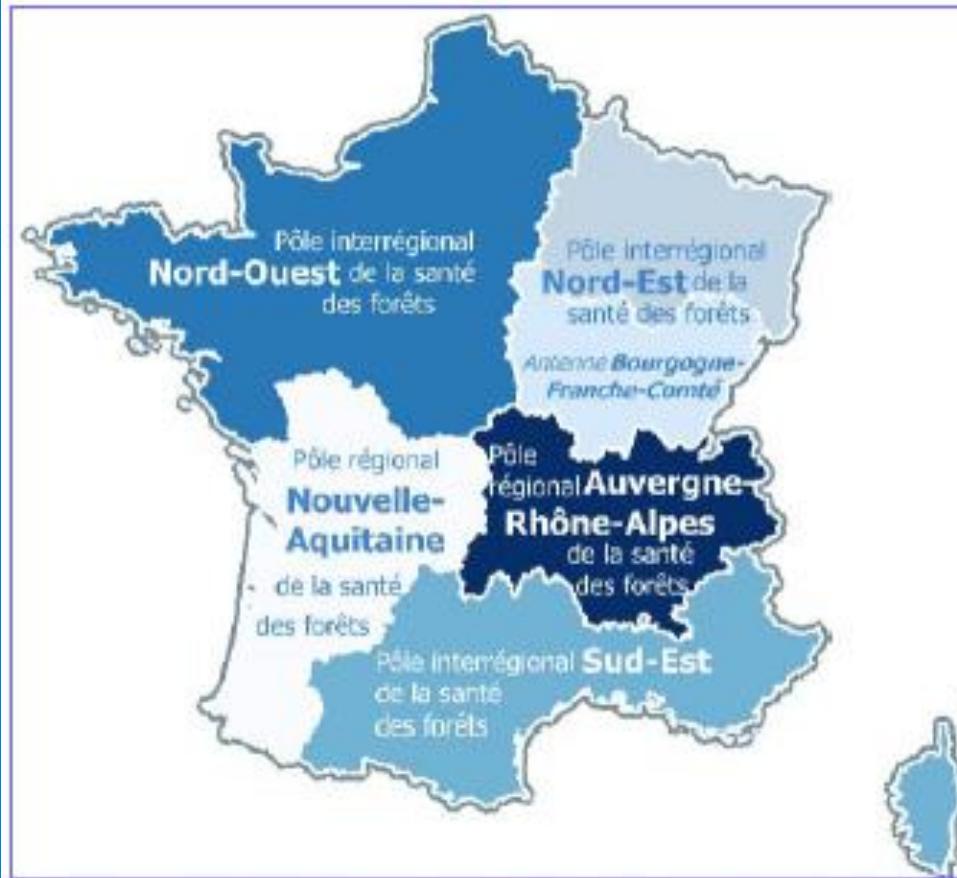 Pôle interrégional
Nord-Ouest de la santé
des forêts
Pôle interrégional
Nord-Est de la
santé des forêts
Antenne Bourgogne-
Franche-Comté
Pôle régional
Nouvelle-
Aquitaine
de la santé
des forêts
Pôle
régional Auvergne-
Rhône-Alpes
de la santé
des forêts
Pôle interrégional Sud-Est
de la santé
des forêts